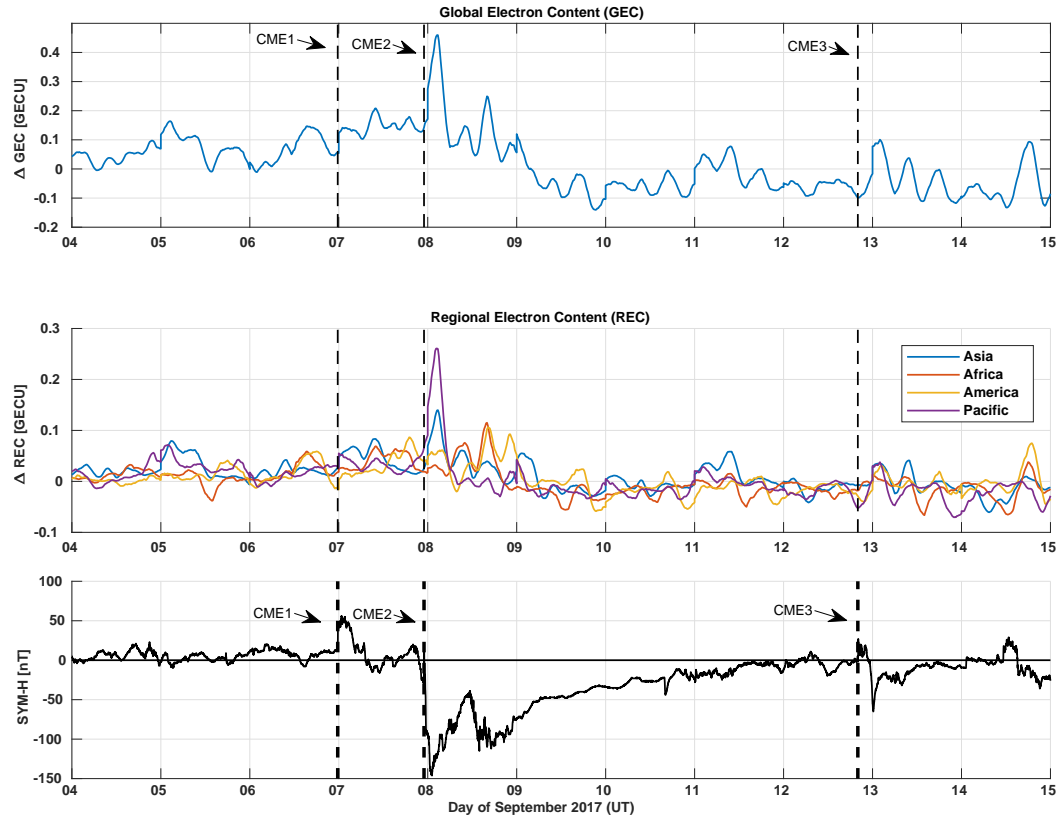 Global Electron Content (GEC)
CME1
CME2
CME3
Δ GEC [GECU]
0.4
0.3
0.2
0.1
0
-0.1
-0.2
04 05 06 07 08 09 10 11 12 13 14 15
Regional Electron Content (REC)
Δ REC [GECU]
0.3
0.2
0.1
0
-0.1
Asia
Africa
America
Pacific
04 05 06 07 08 09 10 11 12 13 14 15
SYM-H [nT]
100
50
0
-50
-100
-150
CME1
CME2
CME3
04 05 06 07 08 09 10 11 12 13 14 15
Day of September 2017 (UT)